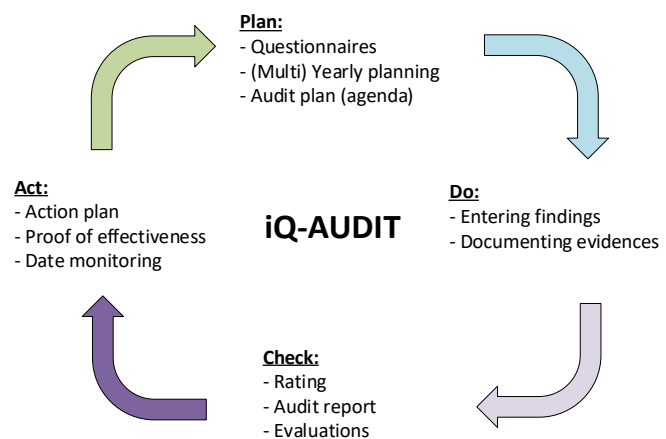 Plan:
- Questionnaires
- (Multi) Yearly planning
- Audit plan (agenda)
Act:
- Action plan
- Proof of effectiveness
- Date monitoring
iQ-AUDIT
Do:
- Entering findings
- Documenting evidences
Check:
- Rating
- Audit report
- Evaluations